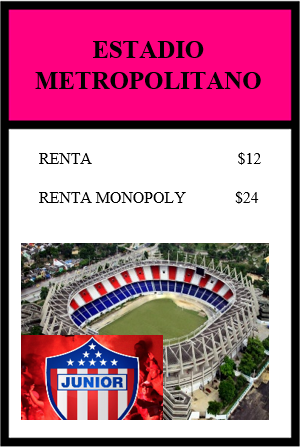 ESTADIO
METROPOLITANO
RENTA $12
RENTA MONOPOLY $24
JUNIOR